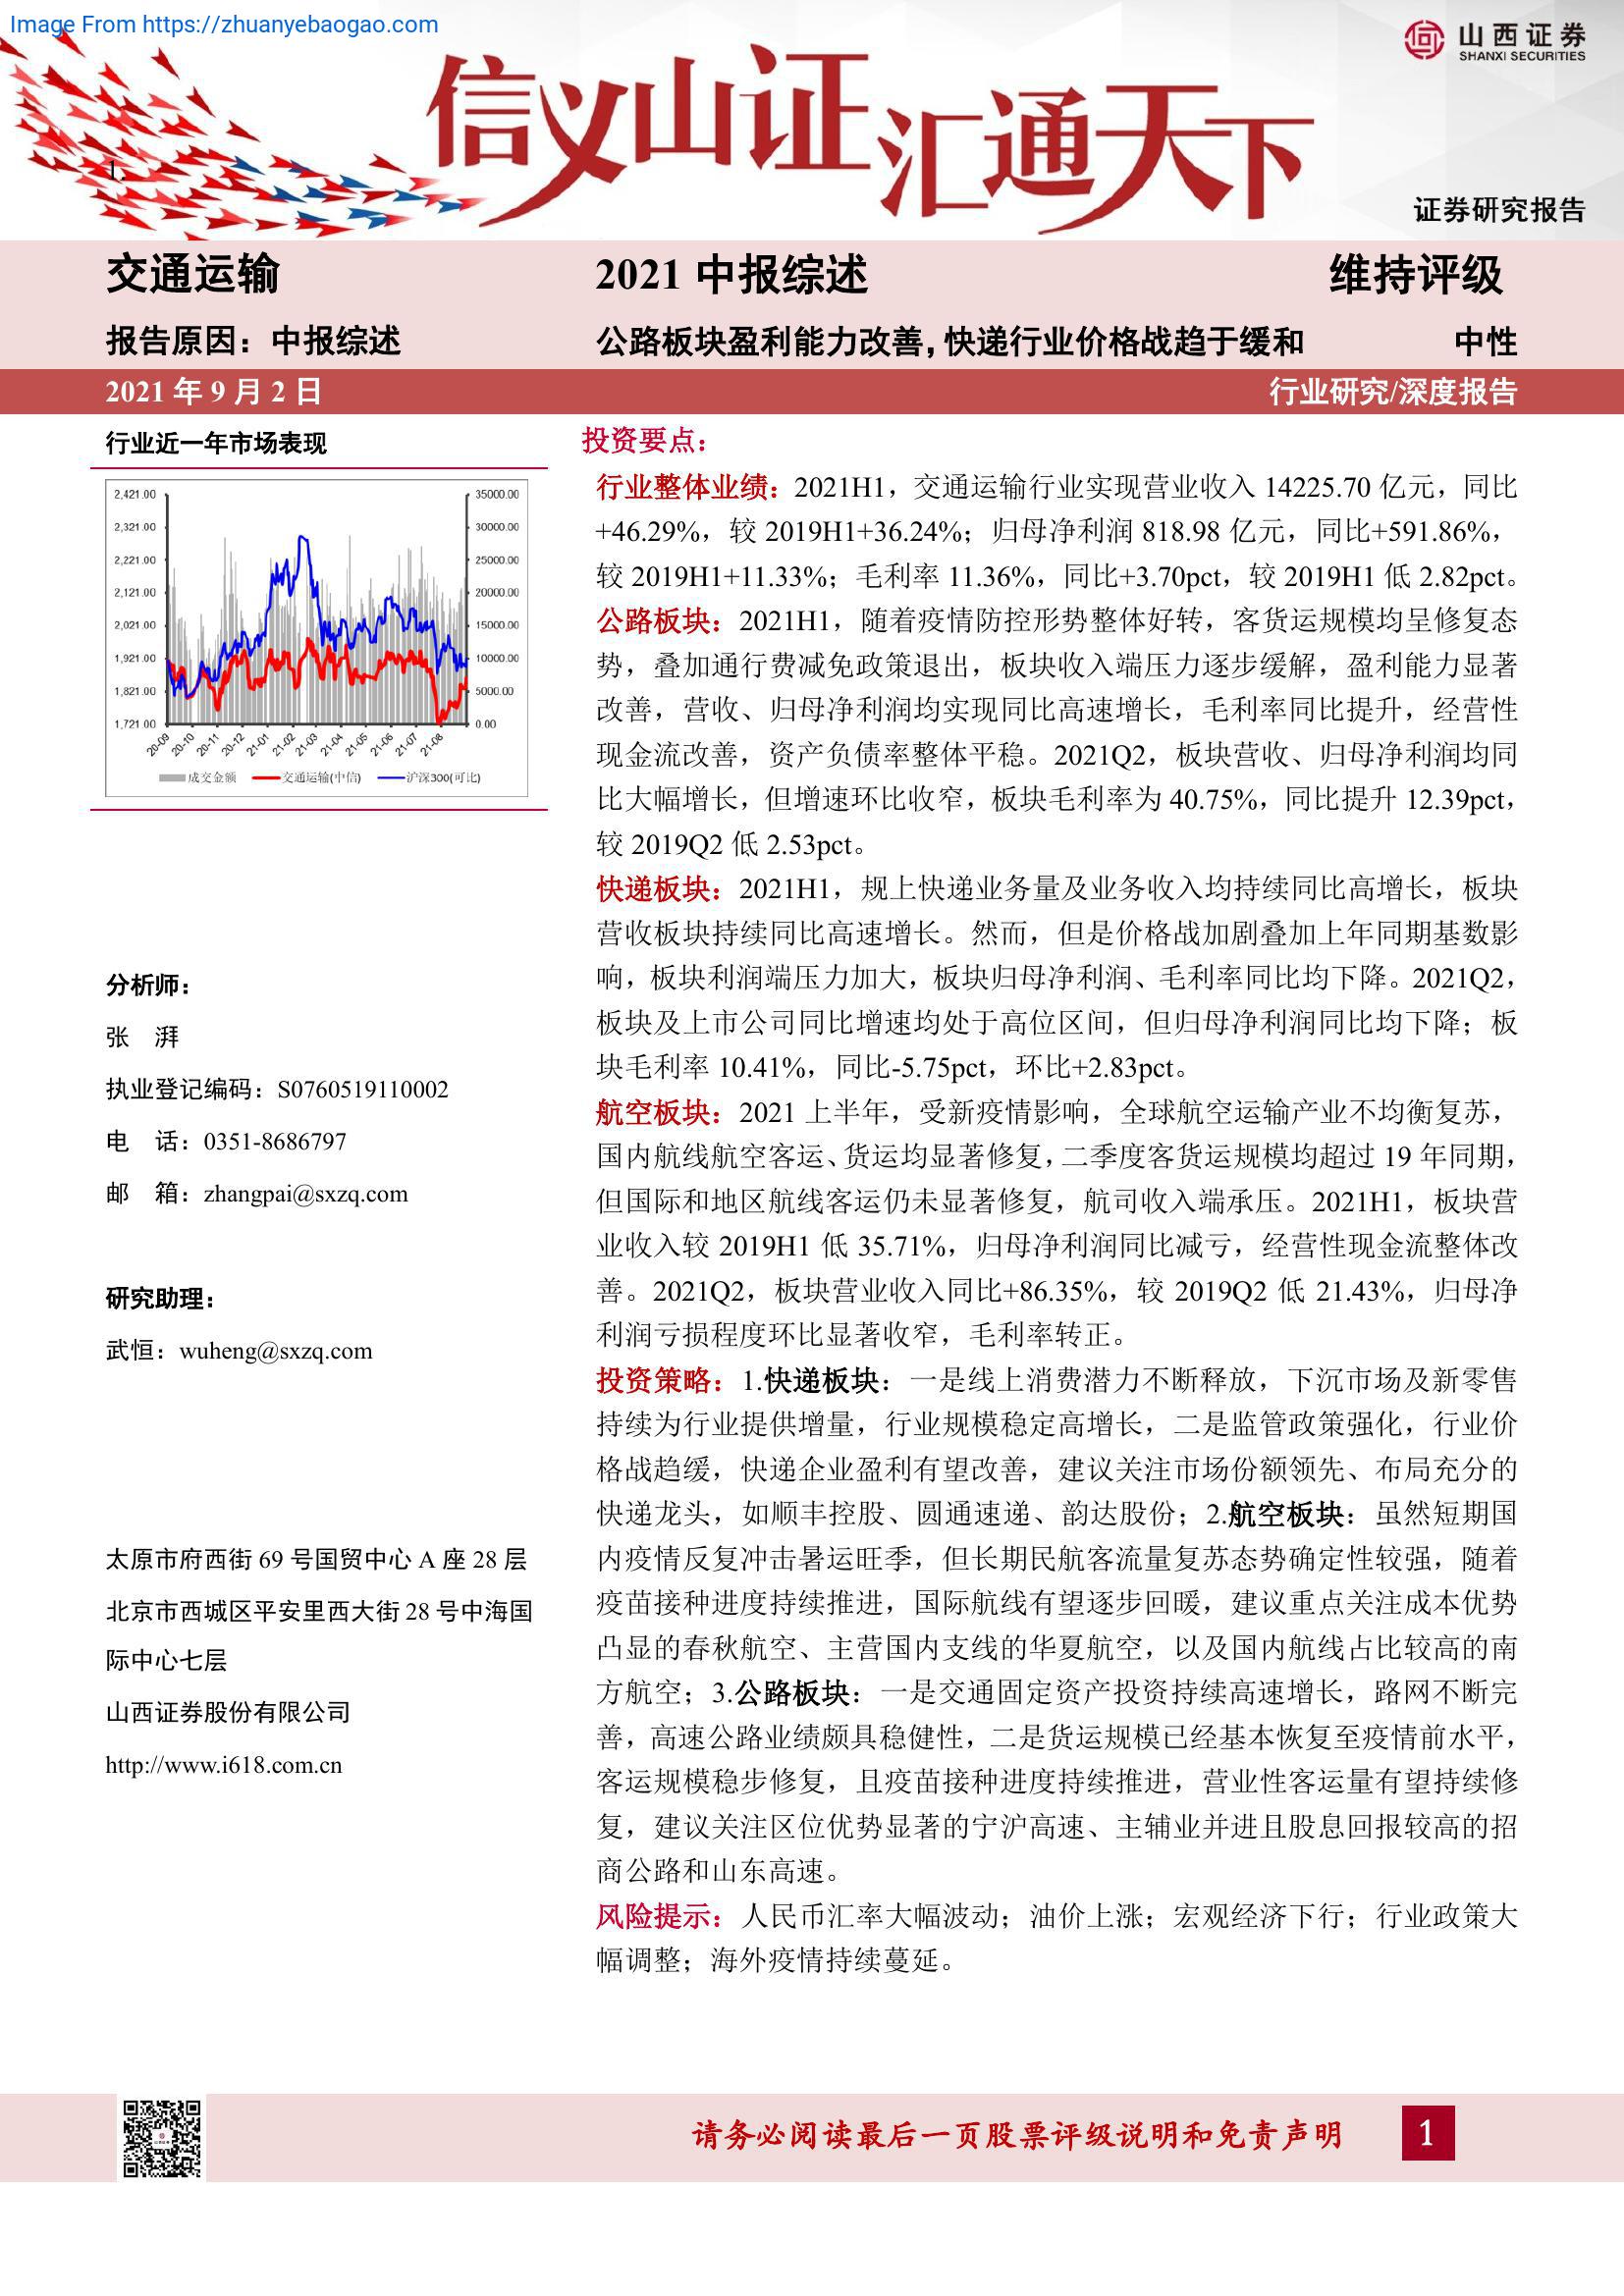 Image From https://zhuanyebaogao.com
山西证券
SHANXI SECURITIES
信义山证汇通天下
1.
证券研究报告
交通运输
2021 中报综述
维持评级
报告原因：中报综述
公路板块盈利能力改善，快递行业价格战趋于缓和
中性
2021 年 9 月 2 日
行业研究/深度报告
行业近一年市场表现
2,421.00
2,321.00
2,221.00
2,121.00
2,021.00
1,921.00
1,821.00
1,721.00
35000.00
30000.00
25000.00
20000.00
15000.00
10000.00
5000.00
0.00
20-09
20-10
20-11
20-12
21-01
21-02
21-03
21-04
21-05
21-06
21-07
21-08
成交金额 交通运输(中信) 沪深300(可比)
分析师：
张 湃
执业登记编码：S0760519110002
电 话：0351-8686797
邮 箱：zhangpai@sxzq.com
研究助理：
武恒：wuheng@sxzq.com
太原市府西街 69 号国贸中心 A 座 28 层
北京市西城区平安里西大街 28 号中海国
际中心七层
山西证券股份有限公司
http://www.i618.com.cn
投资要点：
行业整体业绩：2021H1，交通运输行业实现营业收入 14225.70 亿元，同比
+46.29%，较 2019H1+36.24%；归母净利润 818.98 亿元，同比+591.86%，
较 2019H1+11.33%；毛利率 11.36%，同比+3.70pct，较 2019H1 低 2.82pct。
公路板块：2021H1，随着疫情防控形势整体好转，客货运规模均呈修复态
势，叠加通行费减免政策退出，板块收入端压力逐步缓解，盈利能力显著
改善，营收、归母净利润均实现同比高速增长，毛利率同比提升，经营性
现金流改善，资产负债率整体平稳。2021Q2，板块营收、归母净利润均同
比大幅增长，但增速环比收窄，板块毛利率为 40.75%，同比提升 12.39pct，
较 2019Q2 低 2.53pct。
快递板块：2021H1，规上快递业务量及业务收入均持续同比高增长，板块
营收板块持续同比高速增长。然而，但是价格战加剧叠加上年同期基数影
响，板块利润端压力加大，板块归母净利润、毛利率同比均下降。2021Q2，
板块及上市公司同比增速均处于高位区间，但归母净利润同比均下降；板
块毛利率 10.41%，同比-5.75pct，环比+2.83pct。
航空板块：2021 上半年，受新疫情影响，全球航空运输产业不均衡复苏，
国内航线航空客运、货运均显著修复，二季度客货运规模均超过 19 年同期，
但国际和地区航线客运仍未显著修复，航司收入端承压。2021H1，板块营
业收入较 2019H1 低 35.71%，归母净利润同比减亏，经营性现金流整体改
善。2021Q2，板块营业收入同比+86.35%，较 2019Q2 低 21.43%，归母净
利润亏损程度环比显著收窄，毛利率转正。
投资策略：1.快递板块：一是线上消费潜力不断释放，下沉市场及新零售
持续为行业提供增量，行业规模稳定高增长，二是监管政策强化，行业价
格战趋缓，快递企业盈利有望改善，建议关注市场份额领先、布局充分的
快递龙头，如顺丰控股、圆通速递、韵达股份；2.航空板块：虽然短期国
内疫情反复冲击暑运旺季，但长期民航客流量复苏态势确定性较强，随着
疫苗接种进度持续推进，国际航线有望逐步回暖，建议重点关注成本优势
凸显的春秋航空、主营国内支线的华夏航空，以及国内航线占比较高的南
方航空；3.公路板块：一是交通固定资产投资持续高速增长，路网不断完
善，高速公路业绩颇具稳健性，二是货运规模已经基本恢复至疫情前水平，
客运规模稳步修复，且疫苗接种进度持续推进，营业性客运量有望持续修
复，建议关注区位优势显著的宁沪高速、主辅业并进且股息回报较高的招
商公路和山东高速。
风险提示：人民币汇率大幅波动；油价上涨；宏观经济下行；行业政策大
幅调整；海外疫情持续蔓延。
请务必阅读最后一页股票评级说明和免责声明
1